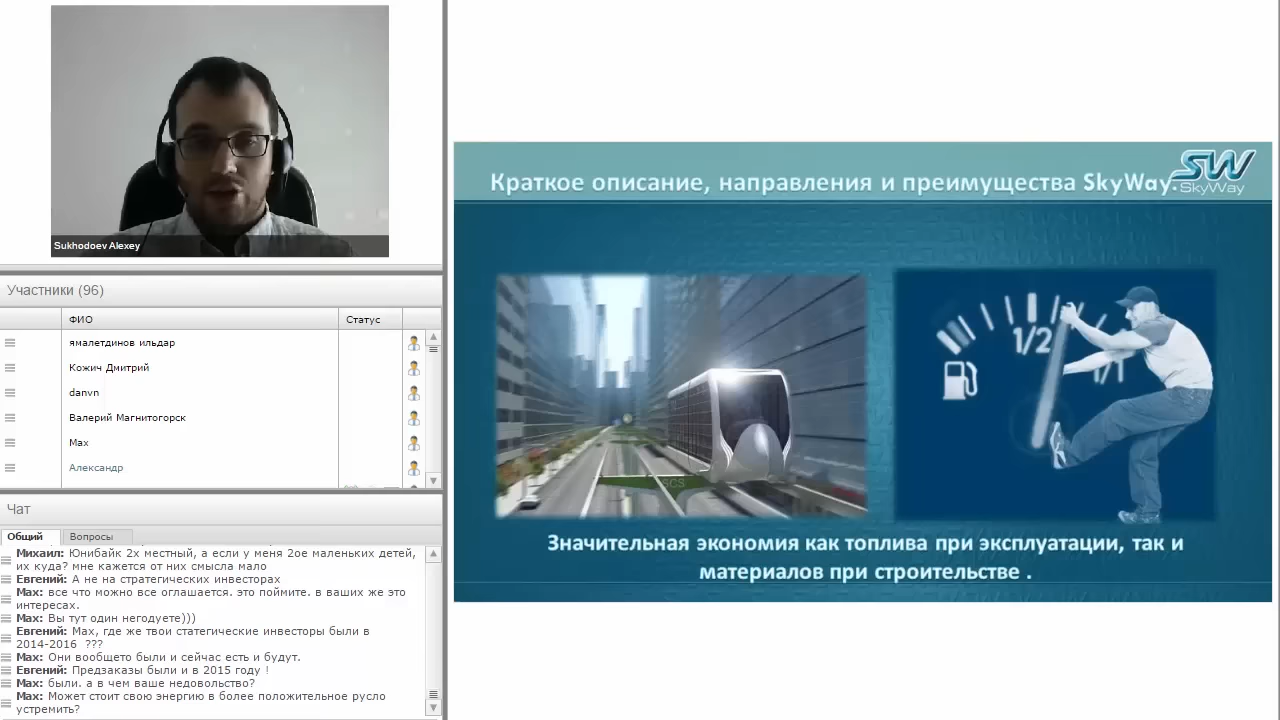 Sukhodoev Alexey
Участники (96)
ФИО
Статус
ямалетдинов ильдар
Кожич Дмитрий
danvn
Валерий Магнитогорск
Max
Александр
Чат
Общий
Вопросы
Михаил: Юнибайк 2х местный, а если у меня 2ое маленьких детей,
их куда? мне кажется от них смысла мало
Евгений: А не на стратегических инвесторах
Max: все что можно все оглашается. это поймите. в ваших же это
интересах.
Max: Вы тут один негодуете)))
Евгений: Max, где же твои статегические инвесторы были в
2014-2016 ???
Max: Они вообщето были и сейчас есть и будут.
Евгений: Предзаказы были и в 2015 году !
Max: были. а в чем ваше недовольство?
Max: Может стоит свою энергию в более положительное русло
устремить?
Краткое описание, направления и преимущества SkyWay.
SW
SkyWay
1/2
1/1
Значительная экономия как топлива при эксплуатации, так и
материалов при строительстве .